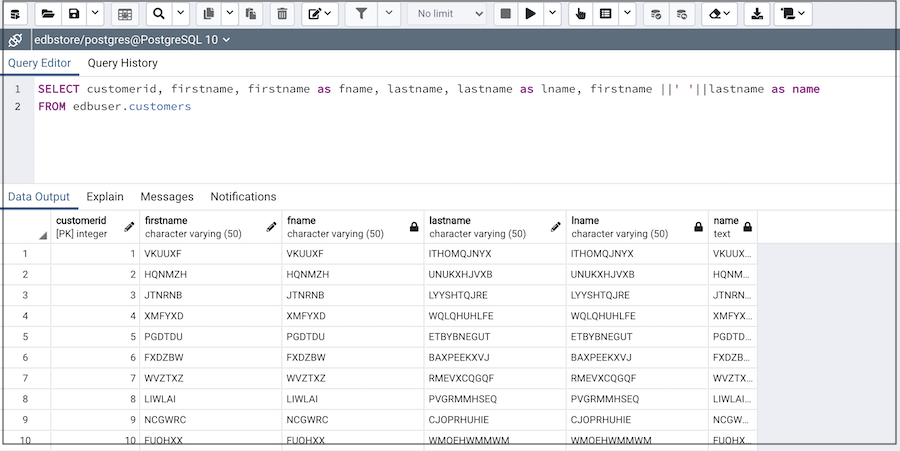 No limit
edbstore/postgres@PostgreSQL 10
Query Editor Query History
1 SELECT customerid, firstname, firstname as fname, lastname, lastname as lname, firstname ||' '||lastname as name
2 FROM edbuser.customers
Data Output Explain Messages Notifications
customerid firstname fname lastname lname name
[PK] integer character varying (50) character varying (50) character varying (50) character varying (50) text
1 1 VKUUXF VKUUXF ITHOMQJNYX ITHOMQJNYX VKUUX...
2 2 HQNMZH HQNMZH UNUKXHJVXB UNUKXHJVXB HQNM...
3 3 JTNRNB JTNRNB LYYSHTQJRE LYYSHTQJRE JTNRN...
4 4 XMFYXD XMFYXD WQLQHUHLFE WQLQHUHLFE XMFYX...
5 5 PGDTDU PGDTDU ETBYBNEGUT ETBYBNEGUT PGDTD...
6 6 FXDZBW FXDZBW BAXPEEKXVJ BAXPEEKXVJ FXDZB...
7 7 WVZTXZ WVZTXZ RMEVXCQGQF RMEVXCQGQF WVZTX...
8 8 LIWLAI LIWLAI PVGRMMHSEQ PVGRMMHSEQ LIWLAI...
9 9 NCGWRC NCGWRC CJOPRHUHIE CJOPRHUHIE NCGW...
10 10 FUOHXX FUOHXX WMOEHWMMWM WMOEHWMMWM FUOHX...